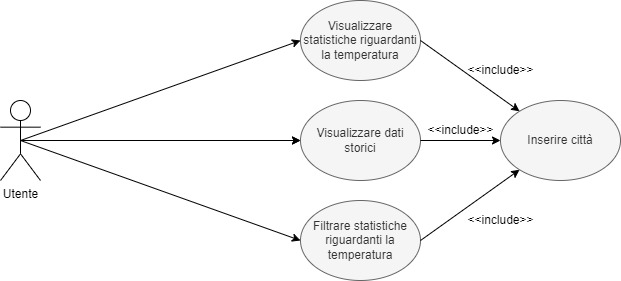 Visualizzare
statistiche riguardanti
la temperatura
<<include>>
Utente
Visualizzare dati
storici
<<include>>
Inserire città
Filtrare statistiche
riguardanti la
temperatura
<<include>>